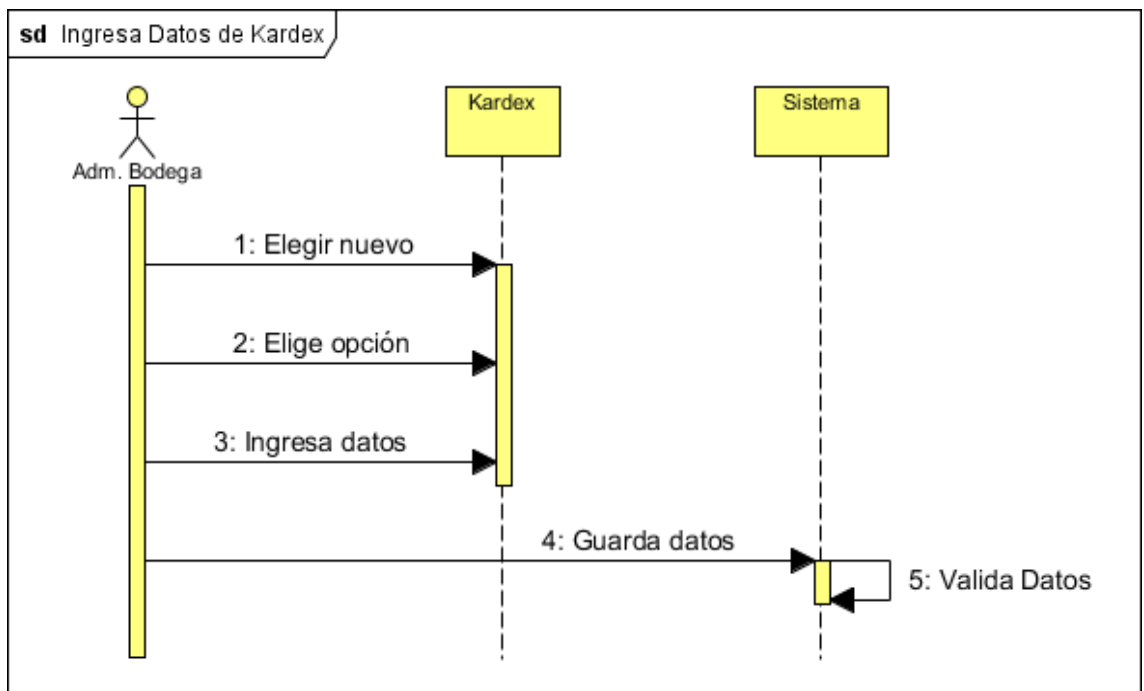 sd Ingresa Datos de Kardex
Adm. Bodega
Kardex
Sistema
1: Elegir nuevo
2: Elige opción
3: Ingresa datos
4: Guarda datos
5: Valida Datos